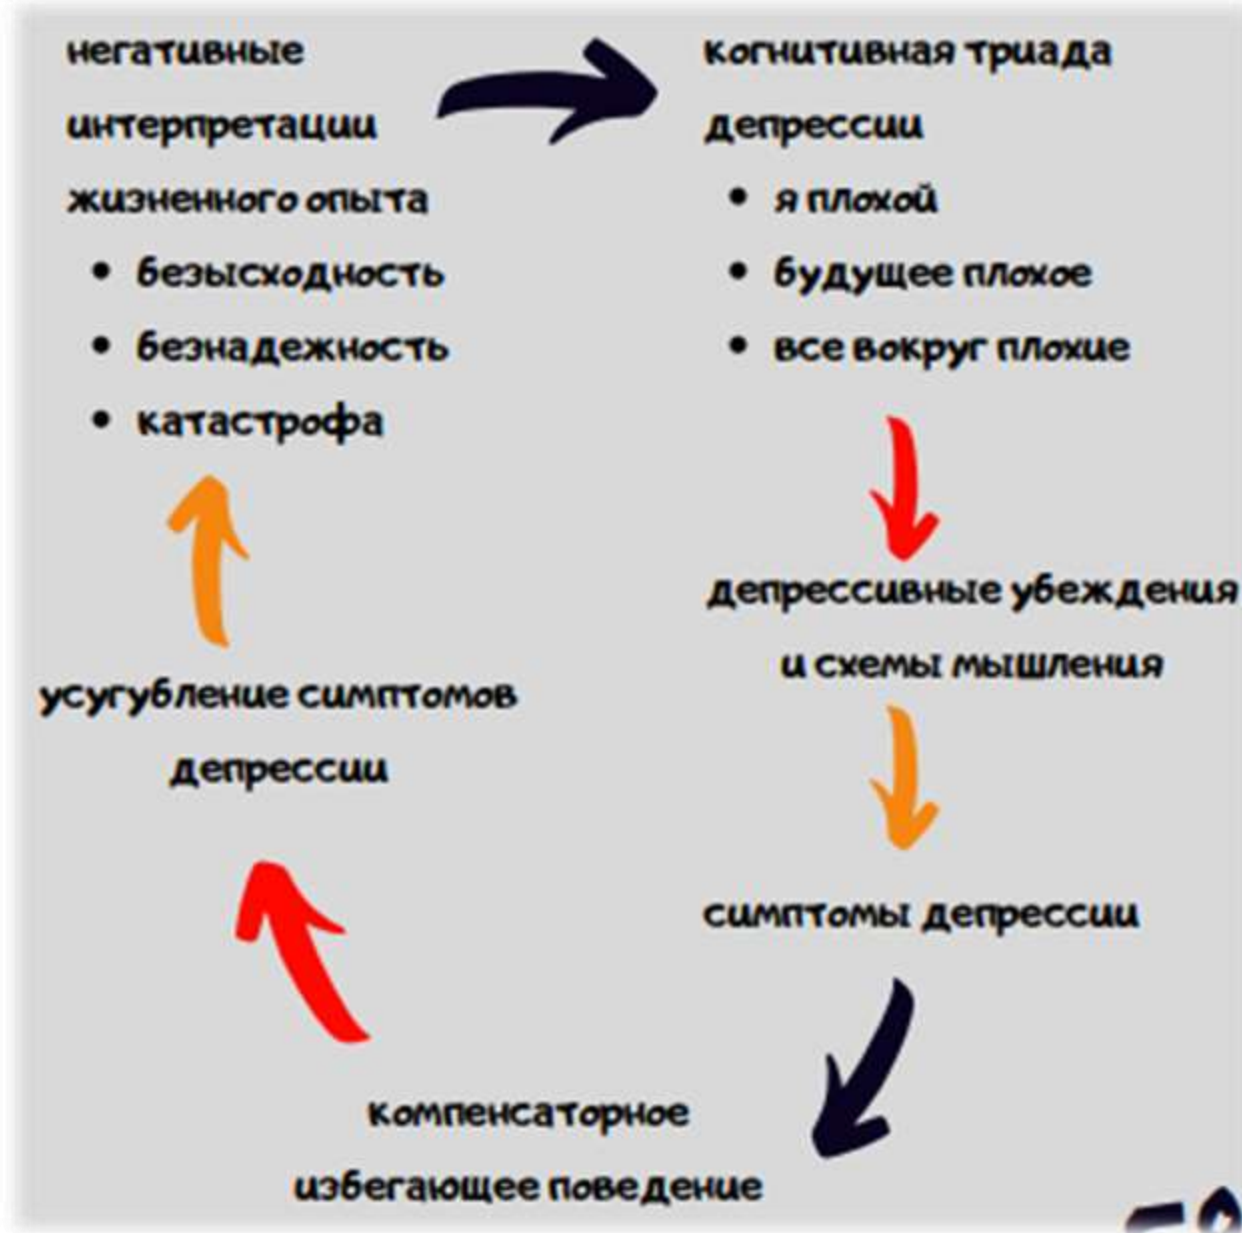 негативные
интерпретации
жизненного опыта
• безысходность
• безнадежность
• катастрофа
когнитивная триада
депрессии
• я плохой
• будущее плохое
• все вокруг плохие
депрессивные убеждения
и схемы мышления
симптомы депрессии
компенсаторное
избегающее поведение
усугубление симптомов
депрессии